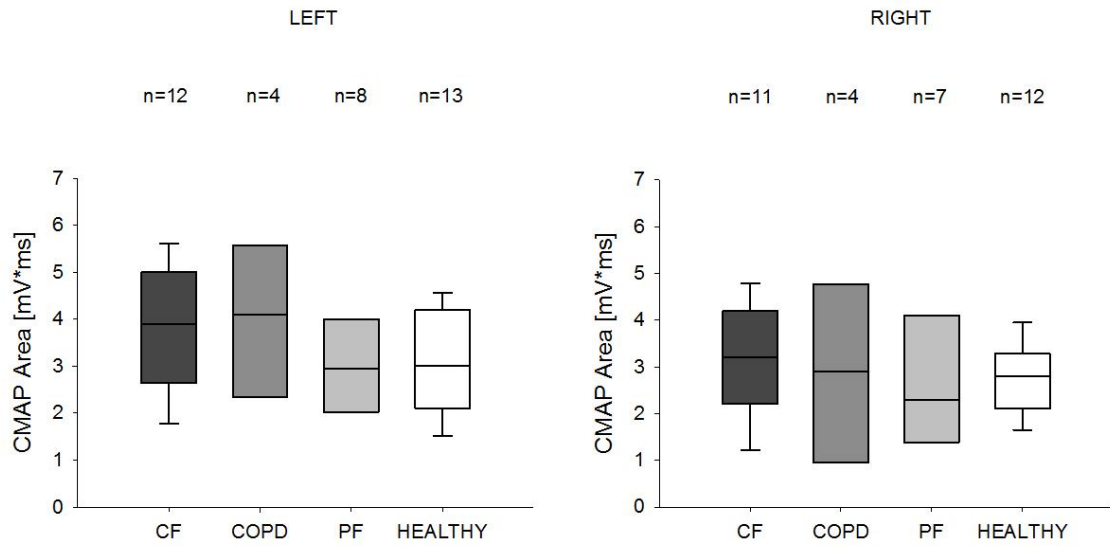 LEFT
n=12 n=4 n=8 n=13
CMAP Area [mV*ms]
7
6
5
4
3
2
1
0
CF COPD PF HEALTHY
RIGHT
n=11 n=4 n=7 n=12
CMAP Area [mV*ms]
7
6
5
4
3
2
1
0
CF COPD PF HEALTHY